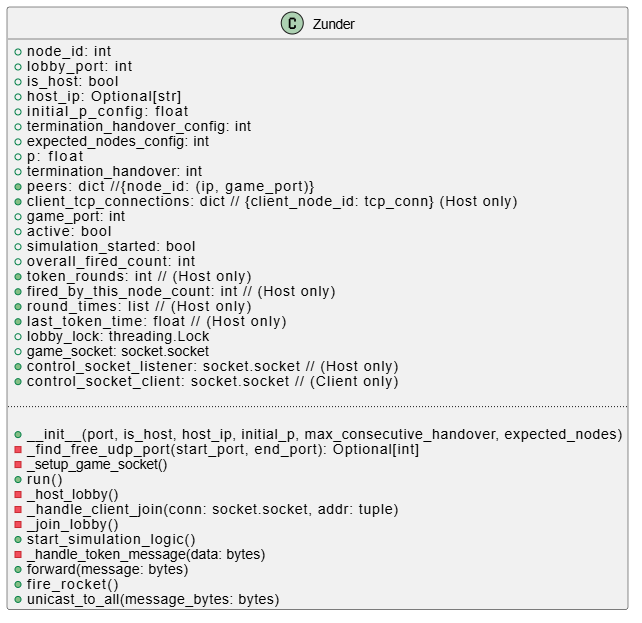 C Zunder
node_id: int
lobby_port: int
is_host: bool
host_ip: Optional[str]
initial_p_config: float
termination_handover_config: int
expected_nodes_config: int
p: float
termination_handover: int
peers: dict //{node_id: (ip, game_port)}
client_tcp_connections: dict // {client_node_id: tcp_conn} (Host only)
game_port: int
active: bool
simulation_started: bool
overall_fired_count: int
token_rounds: int // (Host only)
fired_by_this_node_count: int // (Host only)
round_times: list // (Host only)
last_token_time: float // (Host only)
lobby_lock: threading.Lock
game_socket: socket.socket
control_socket_listener: socket.socket // (Host only)
control_socket_client: socket.socket // (Client only)
__init__(port, is_host, host_ip, initial_p, max_consecutive_handover, expected_nodes)
_find_free_udp_port(start_port, end_port): Optional[int]
_setup_game_socket()
run()
_host_lobby()
_handle_client_join(conn: socket.socket, addr: tuple)
_join_lobby()
start_simulation_logic()
_handle_token_message(data: bytes)
forward(message: bytes)
fire_rocket()
unicast_to_all(message_bytes: bytes)